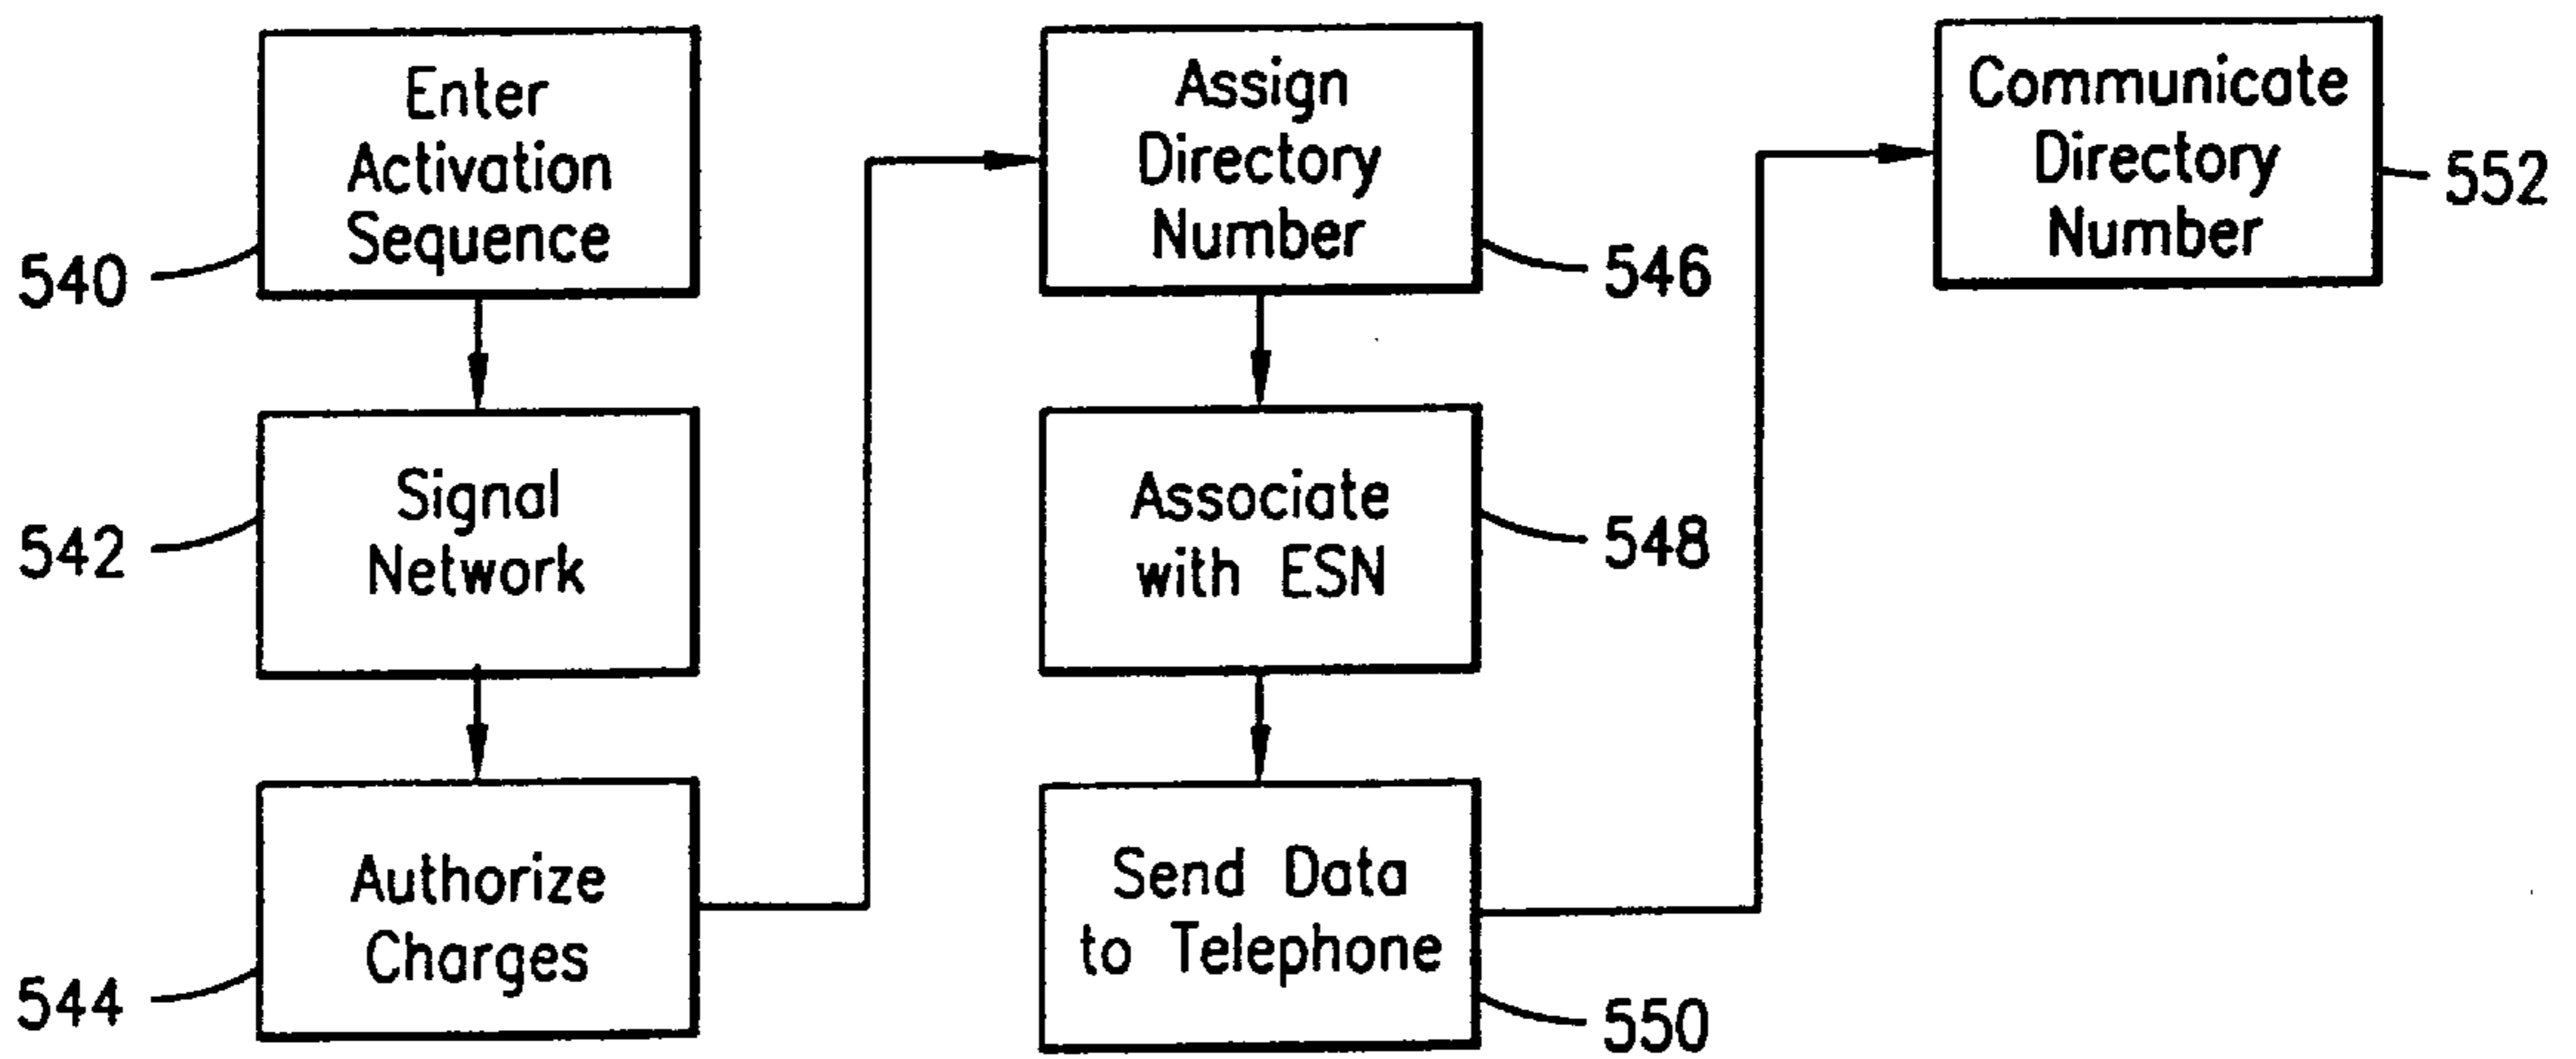 Enter
Activation
Sequence
540
Signal
Network
542
Authorize
Charges
544
Assign
Directory
Number
546
Associate
with ESN
548
Send Data
to Telephone
550
Communicate
Directory
Number
552